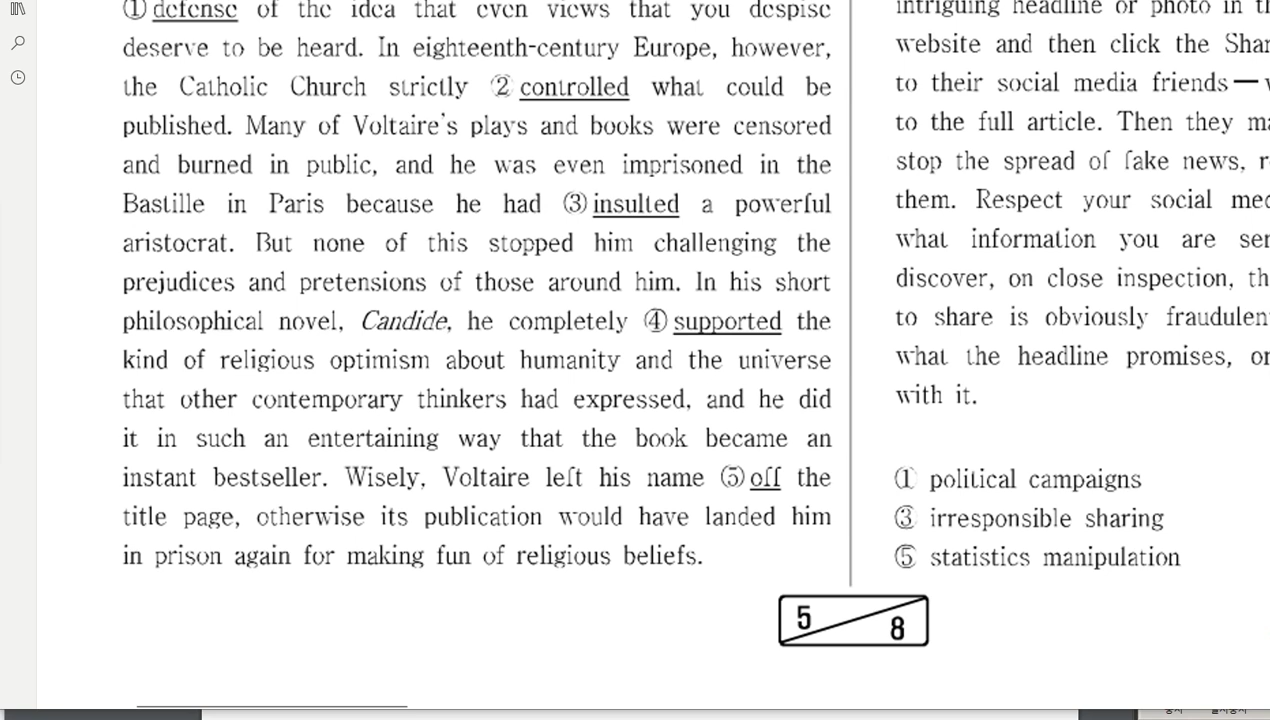 ① defense of the idea that even views that you despise
deserve to be heard. In eighteenth-century Europe, however,
the Catholic Church strictly ② controlled what could be
published. Many of Voltaire's plays and books were censored
and burned in public, and he was even imprisoned in the
Bastille in Paris because he had ③ insulted a powerful
aristocrat. But none of this stopped him challenging the
prejudices and pretensions of those around him. In his short
philosophical novel, Candide, he completely ④ supported the
kind of religious optimism about humanity and the universe
that other contemporary thinkers had expressed, and he did
it in such an entertaining way that the book became an
instant bestseller. Wisely, Voltaire left his name ⑤ off the
title page, otherwise its publication would have landed him
in prison again for making fun of religious beliefs.
intriguing headline or photo in
website and then click the
to their social media friends —
to the full article. Then they
stop the spread of fake news,
them. Respect your social
what information you are
discover, on close inspection,
to share is obviously
what the headline promises,
with it.
① political campaigns
③ irresponsible sharing
⑤ statistics manipulation
5 8